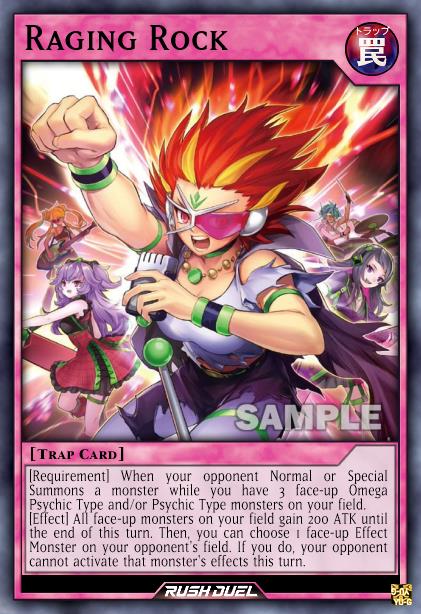 Raging Rock
トラップ
罠
SAMPLE
[Trap Card]
[Requirement] When your opponent Normal or Special
Summons a monster while you have 3 face-up Omega
Psychic Type and/or Psychic Type monsters on your field.
[Effect] All face-up monsters on your field gain 200 ATK until
the end of this turn. Then, you can choose 1 face-up Effect
Monster on your opponent's field. If you do, your opponent
cannot activate that monster's effects this turn.
RUSH DUEL